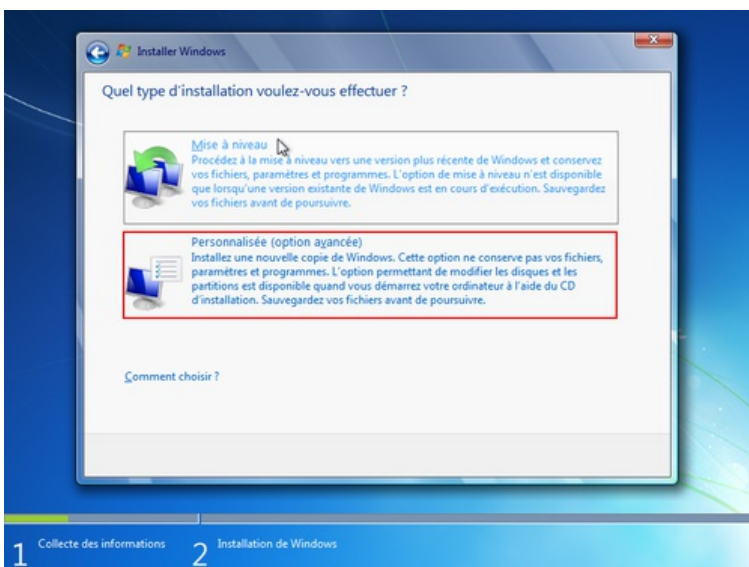 Installer Windows
Quel type d'installation voulez-vous effectuer ?
Mise à niveau
Procédez à la mise à niveau vers une version plus récente de Windows et conservez
vos fichiers, paramètres et programmes. L'option de mise à niveau n'est disponible
que lorsqu'une version existante de Windows est en cours d'exécution. Sauvegardez
vos fichiers avant de poursuivre.
Personnalisée (option avancée)
Installez une nouvelle copie de Windows. Cette option ne conserve pas vos fichiers,
paramètres et programmes. L'option permettant de modifier les disques et les
partitions est disponible quand vous démarrez votre ordinateur à l'aide du CD
d'installation. Sauvegardez vos fichiers avant de poursuivre.
Comment choisir ?
1 Collecte des informations
2 Installation de Windows